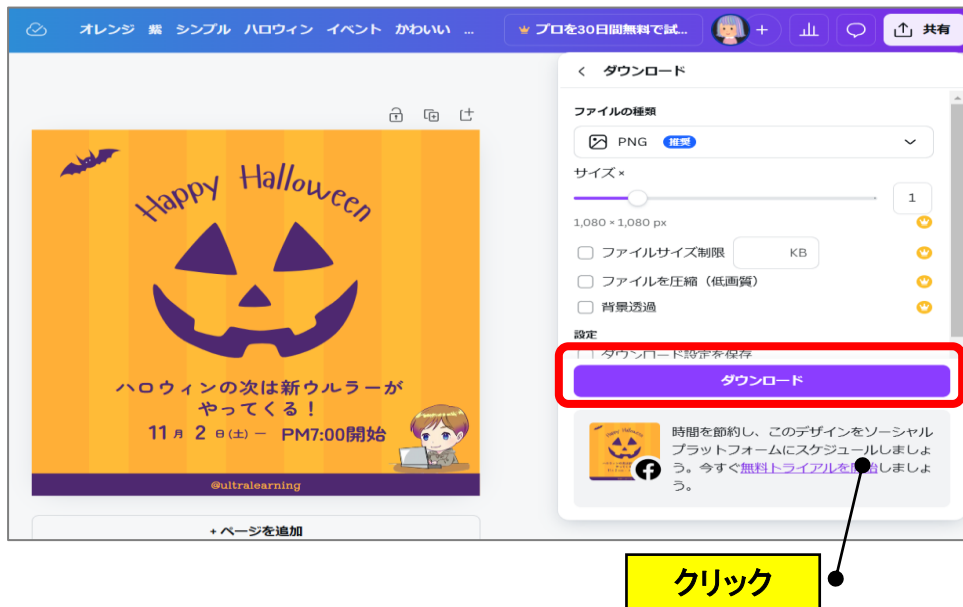 オレンジ 紫 シンプル ハロウィン イベント かわいい ...
プロを30日間無料で試...
+
共有
ダウンロード
ファイルの種類
PNG 推奨
サイズ ×
1
1,080 × 1,080 px
ファイルサイズ制限 KB
ファイルを圧縮（低画質）
背景透過
設定
ダウンロード設定を保存
ダウンロード
時間を節約し、このデザインをソーシャル
プラットフォームにスケジュールしましょ
う。今すぐ無料トライアルを開始しましょ
う。
Happy Halloween
ハロウィンの次は新ウルラーが
やってくる！
11月 2日(土) ー PM7:00開始
@ultralearning
+ ページを追加
クリック